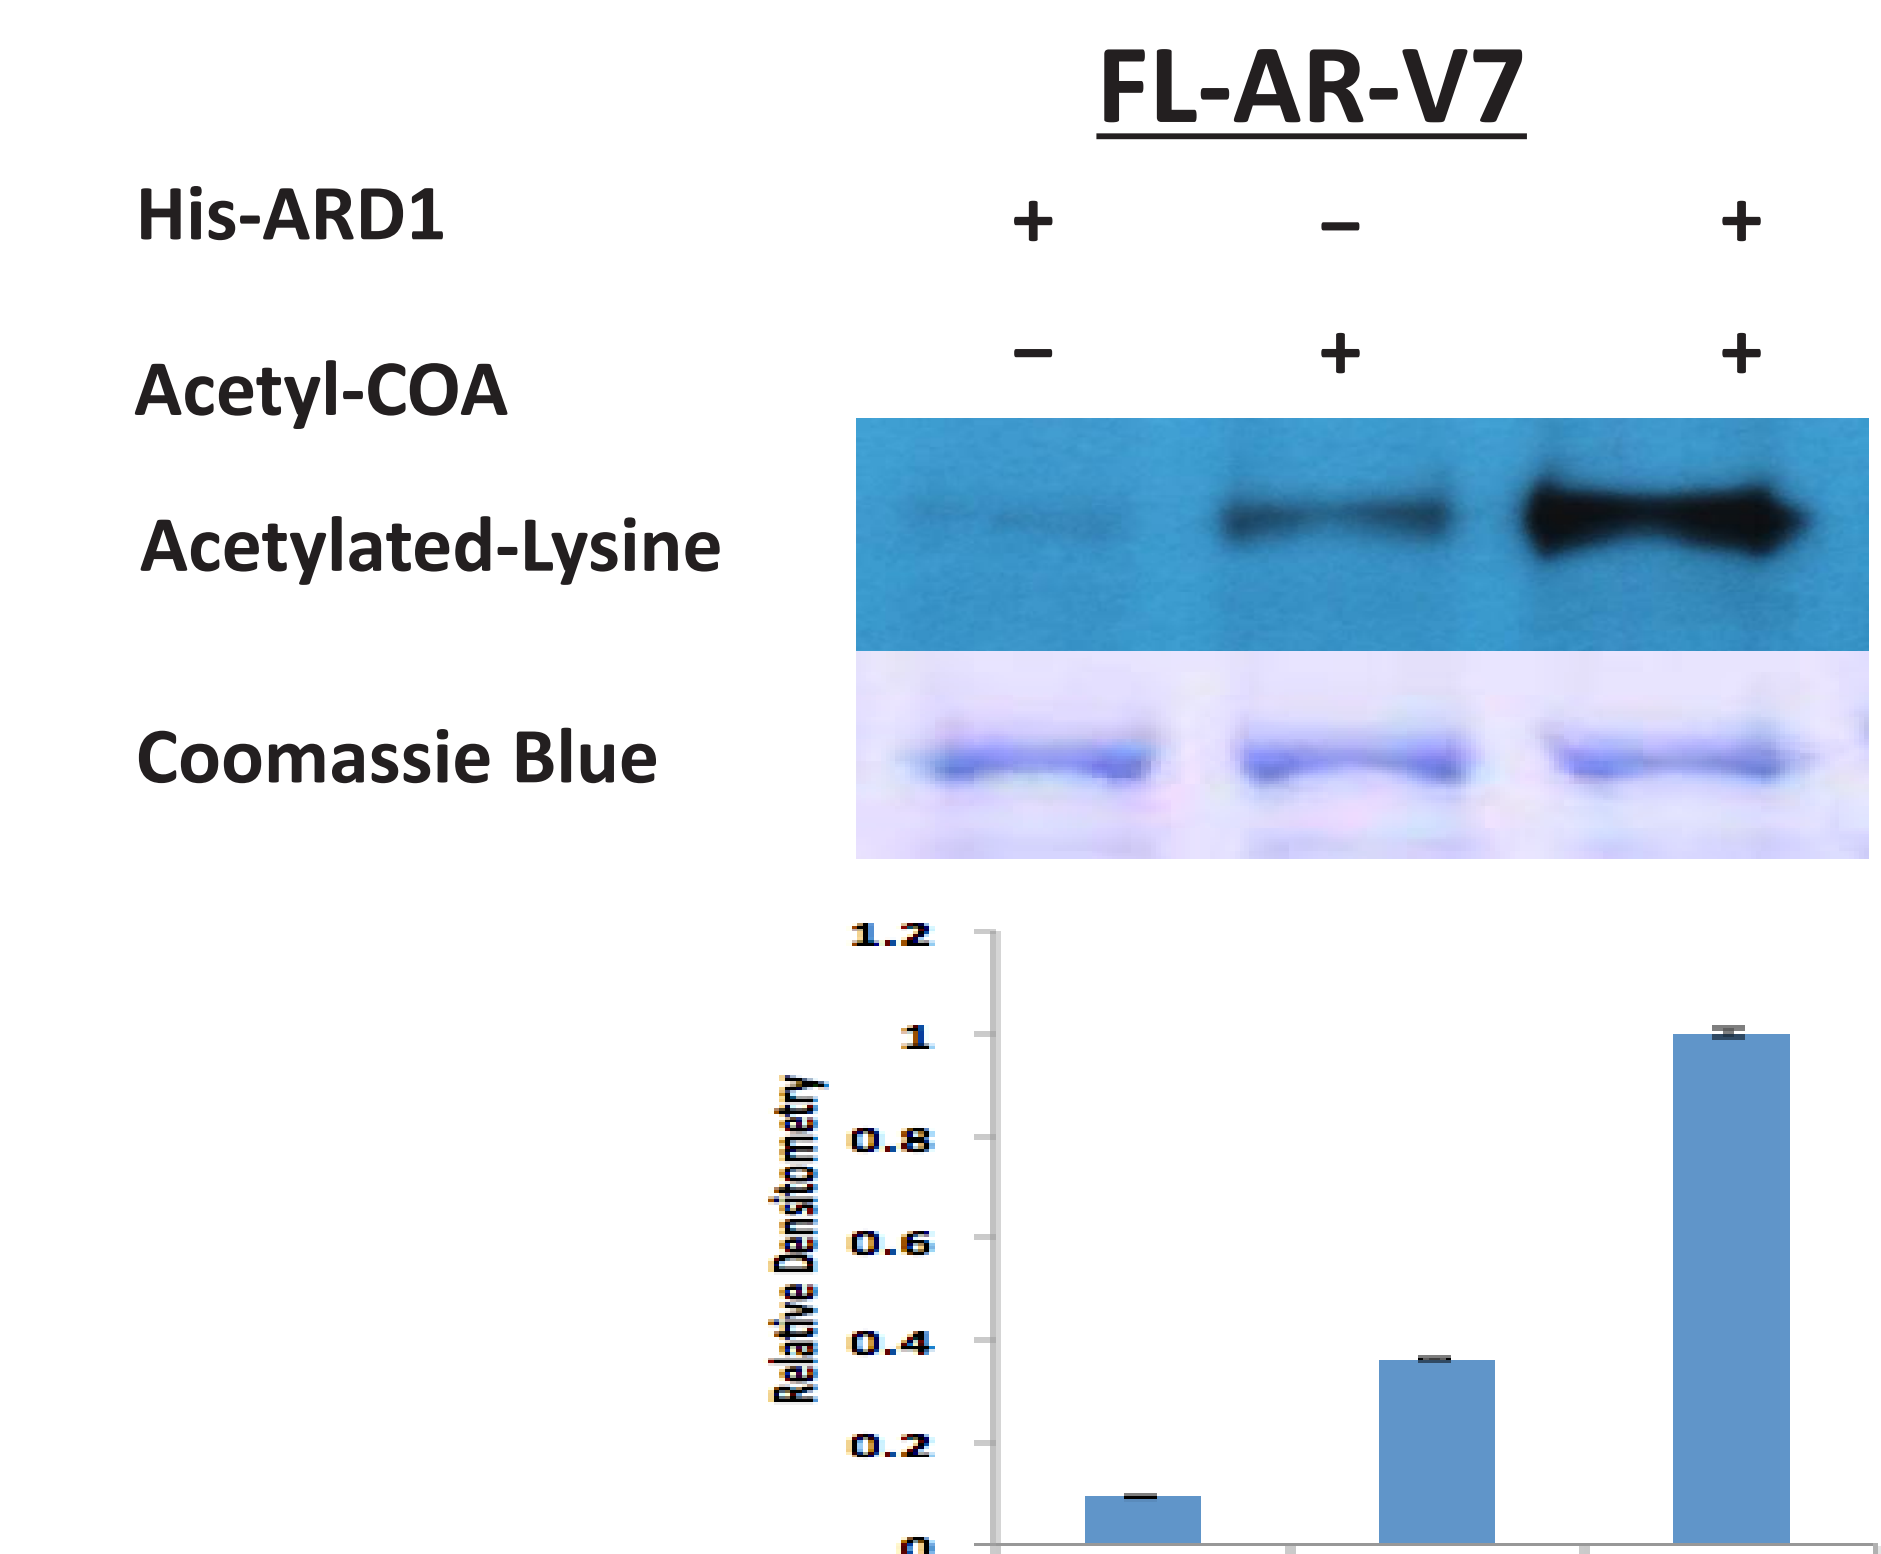 FL-AR-V7
His-ARD1 + – +
Acetyl-COA – + +
Acetylated-Lysine
Coomassie Blue
Relative Densitometry
1.2
1
0.8
0.6
0.4
0.2
0